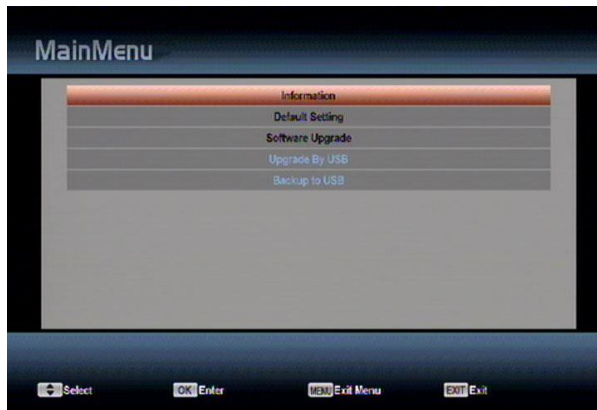 MainMenu
Information
Default Setting
Software Upgrade
Upgrade By USB
Backup to USB
Select OK Enter MENU Exit Menu EXIT Exit